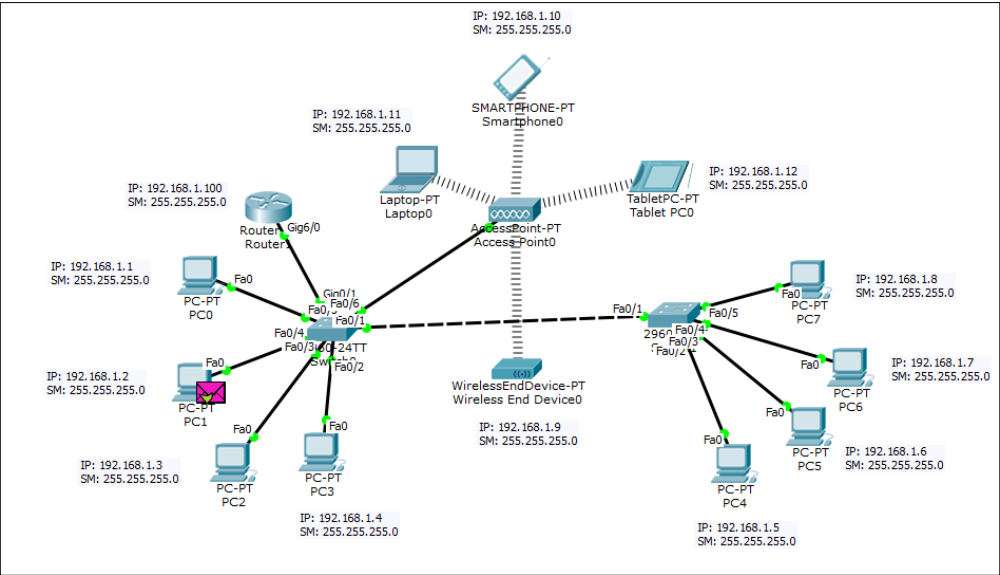 IP: 192.168.1.10
SM: 255.255.255.0
SMARTPHONE-PT
Smartphone0
IP: 192.168.1.11
SM: 255.255.255.0
IP: 192.168.1.12
SM: 255.255.255.0
Laptop-PT
Laptop0
TabletPC-PT
Tablet PC0
IP: 192.168.1.100
SM: 255.255.255.0
Gig6/0
AccessPoint-PT
Access Point0
IP: 192.168.1.1
SM: 255.255.255.0
Fa0
PC-PT
PC0
Gig0/1
Fa0/6
Fa0/1
Fa0/4
Fa0/3
Fa0/2
Fa0/1
Fa0/5
Fa0/4
Fa0/3
Fa0
PC-PT
PC7
IP: 192.168.1.8
SM: 255.255.255.0
IP: 192.168.1.2
SM: 255.255.255.0
Fa0
PC-PT
PC1
WirelessEndDevice-PT
Wireless End Device0
IP: 192.168.1.9
SM: 255.255.255.0
Fa0
PC-PT
PC6
IP: 192.168.1.7
SM: 255.255.255.0
IP: 192.168.1.3
SM: 255.255.255.0
Fa0
PC-PT
PC2
Fa0
PC-PT
PC3
IP: 192.168.1.4
SM: 255.255.255.0
Fa0
PC-PT
PC5
IP: 192.168.1.6
SM: 255.255.255.0
Fa0
PC-PT
PC4
IP: 192.168.1.5
SM: 255.255.255.0